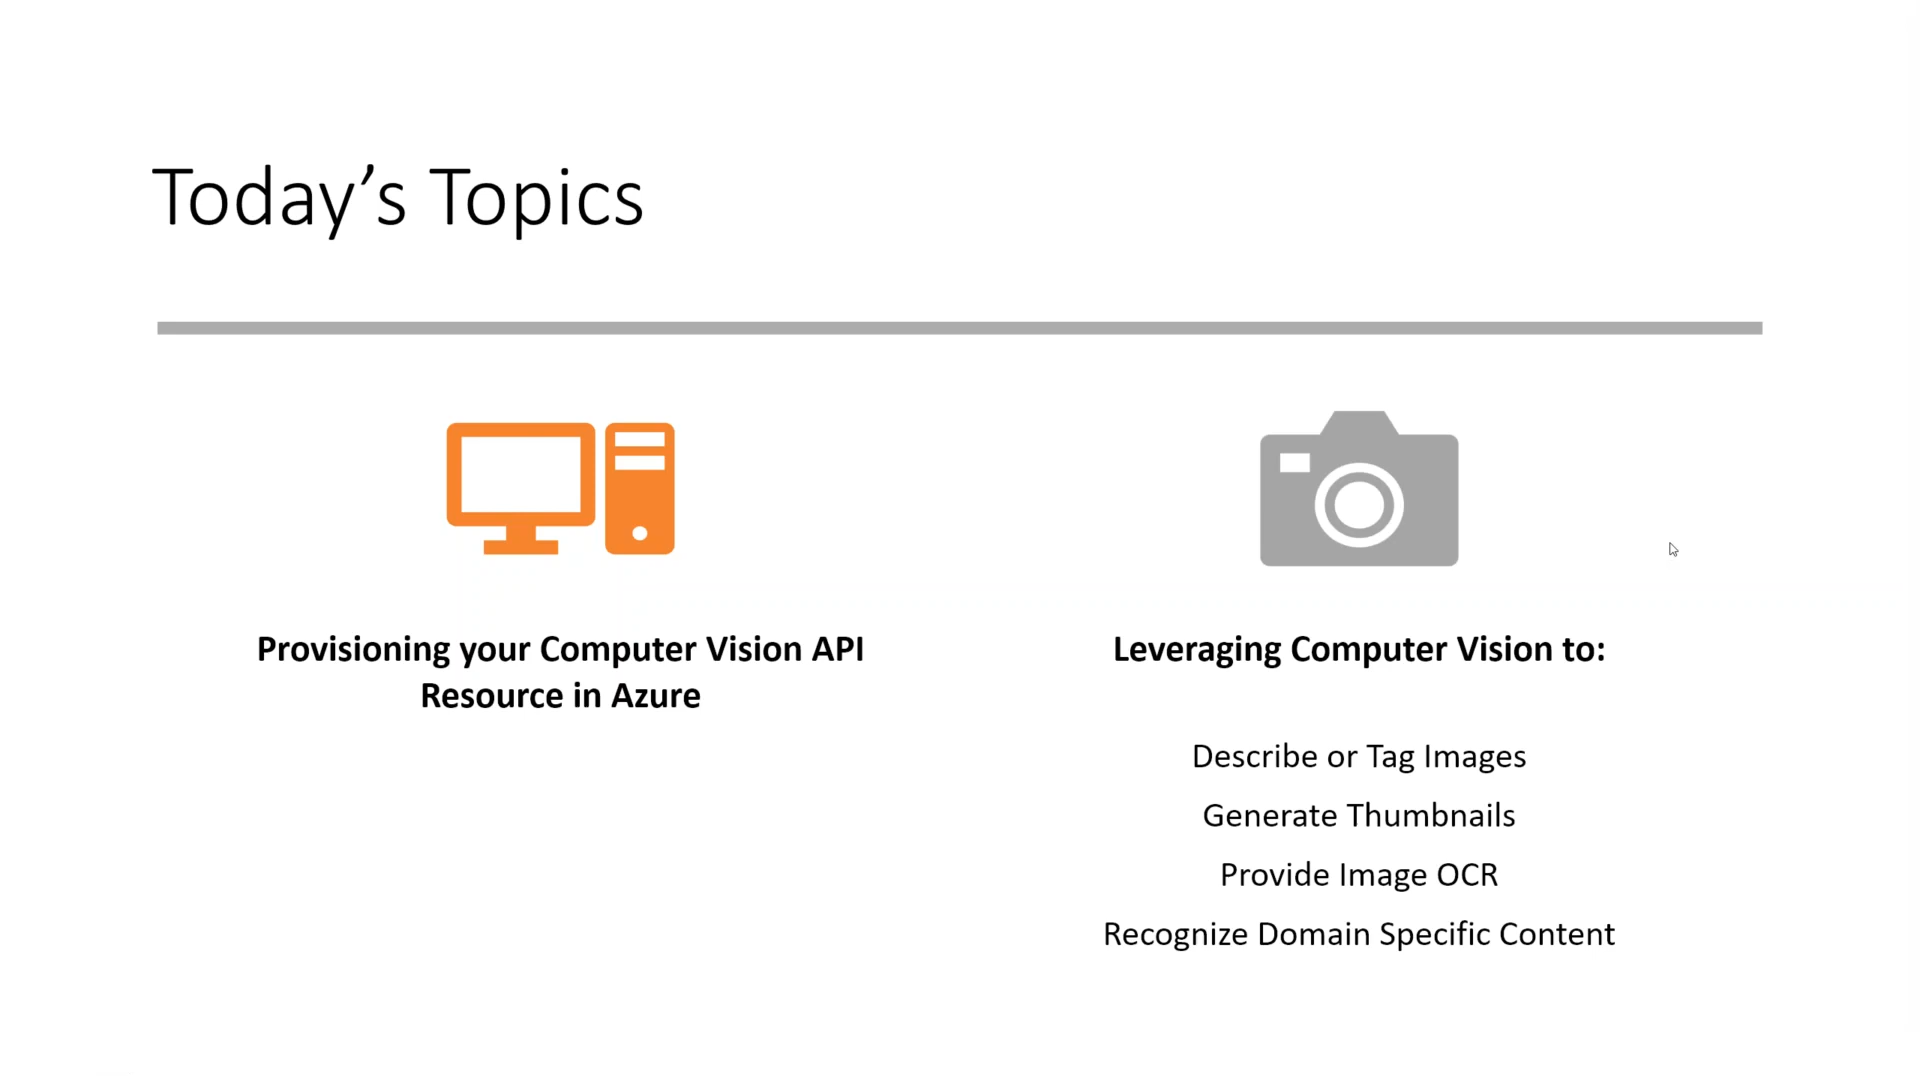 Today’s Topics
Provisioning your Computer Vision API
Resource in Azure
Leveraging Computer Vision to:
Describe or Tag Images
Generate Thumbnails
Provide Image OCR
Recognize Domain Specific Content